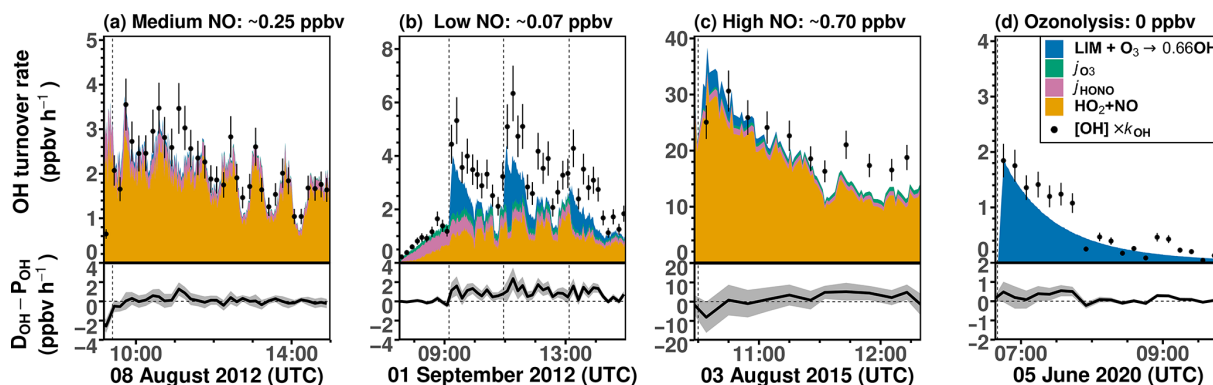 (a) Medium NO: ~0.25 ppbv
(b) Low NO: ~0.07 ppbv
(c) High NO: ~0.70 ppbv
(d) Ozonolysis: 0 ppbv
OH turnover rate
(ppbv h⁻¹)
5
4
3
2
1
0
8
6
4
2
0
40
30
20
10
0
4
3
2
1
0
LIM + O₃ → 0.66OH
jO₃
jHONO
HO₂+NO
[OH] ×kOH
DOH − POH
(ppbv h⁻¹)
4
2
0
−2
−4
4
2
0
−2
−4
20
10
0
−10
−20
2
1
0
−1
−2
10:00 14:00
09:00 13:00
11:00 12:00
07:00 09:00
08 August 2012 (UTC)
01 September 2012 (UTC)
03 August 2015 (UTC)
05 June 2020 (UTC)